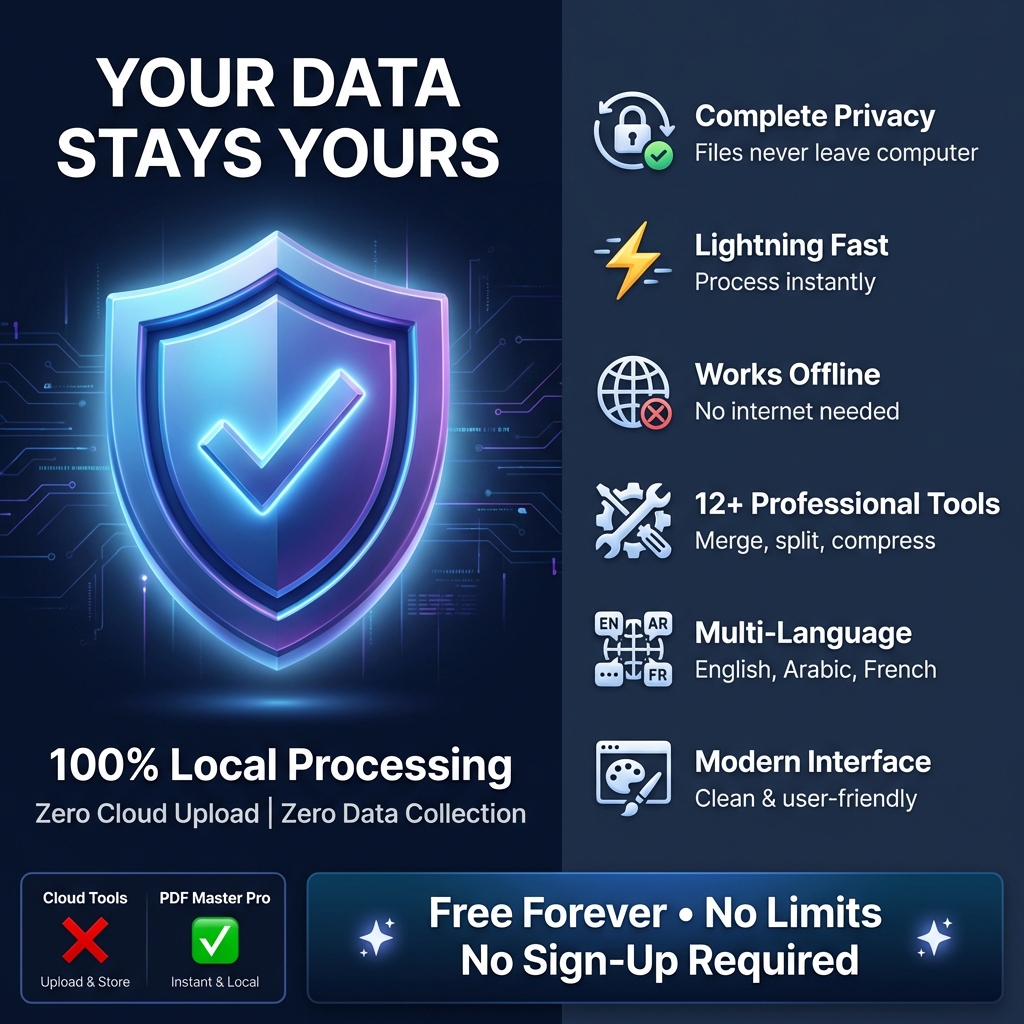 YOUR DATA
STAYS YOURS
100% Local Processing
Zero Cloud Upload | Zero Data Collection
Cloud Tools
Upload & Store
PDF Master Pro
Instant & Local
Complete Privacy
Files never leave computer
Lightning Fast
Process instantly
Works Offline
No internet needed
12+ Professional Tools
Merge, split, compress
EN
AR
FR
Multi-Language
English, Arabic, French
Modern Interface
Clean & user-friendly
Free Forever • No Limits
No Sign-Up Required